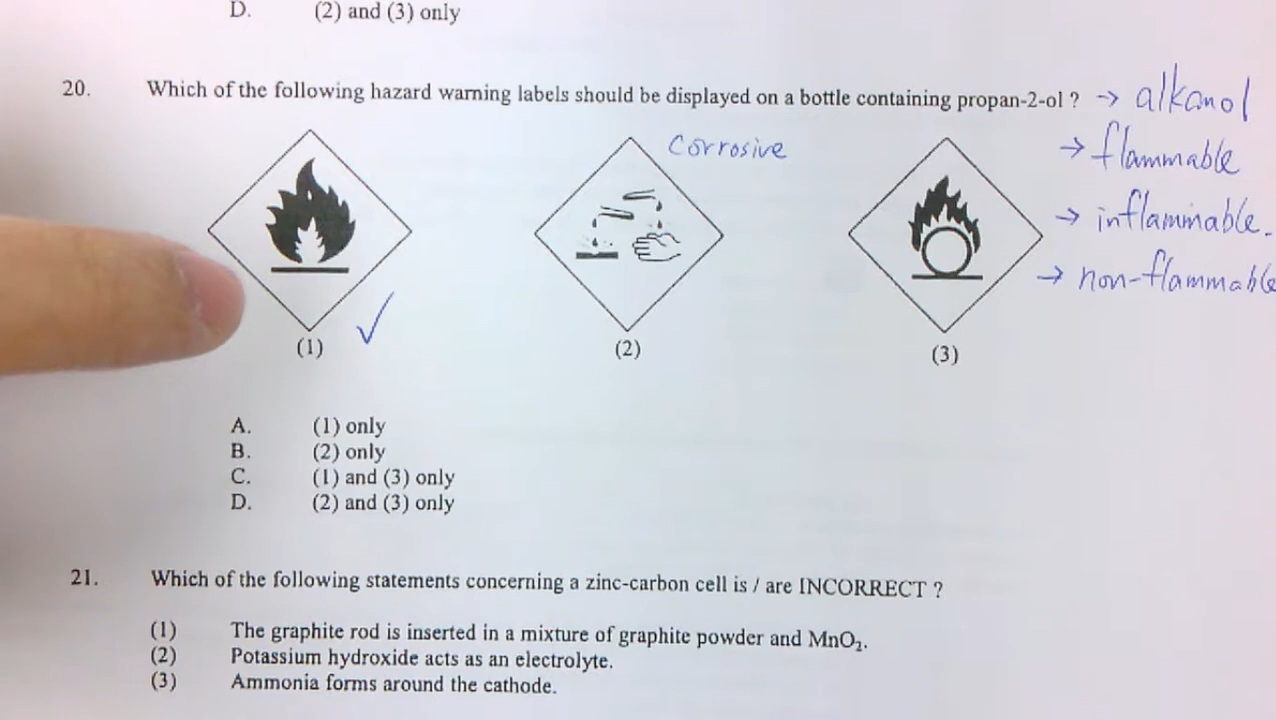 D. (2) and (3) only
20. Which of the following hazard warning labels should be displayed on a bottle containing propan-2-ol ? → alkanol
corrosive
→ flammable
→ inflammable.
→ non-flammable
(1) ✓
(2)
(3)
A. (1) only
B. (2) only
C. (1) and (3) only
D. (2) and (3) only
21. Which of the following statements concerning a zinc-carbon cell is / are INCORRECT ?
(1) The graphite rod is inserted in a mixture of graphite powder and MnO₂.
(2) Potassium hydroxide acts as an electrolyte.
(3) Ammonia forms around the cathode.